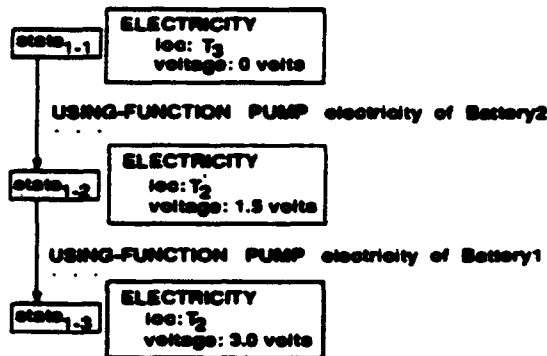 ELECTRICITY
state1-1
loc: T3
voltage: 0 volts
USING-FUNCTION PUMP electricity of Battery2
. . .
ELECTRICITY
state1-2
loc: T2
voltage: 1.5 volts
USING-FUNCTION PUMP electricity of Battery1
. . .
ELECTRICITY
state1-3
loc: T2
voltage: 3.0 volts